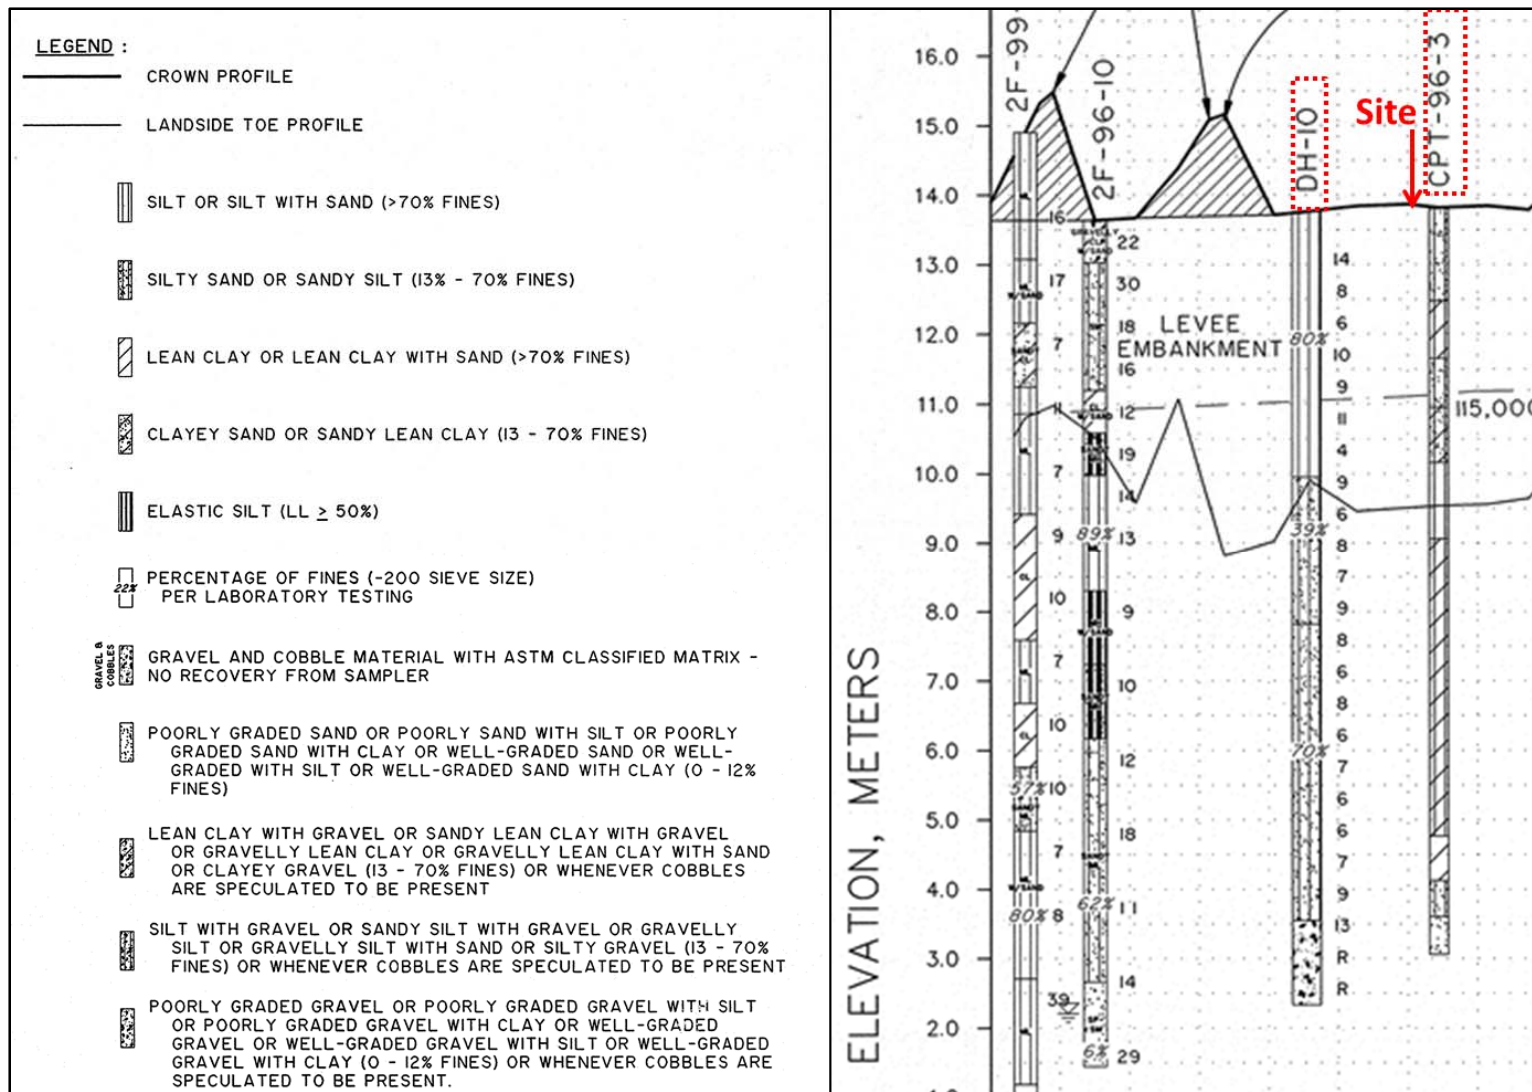 LEGEND :
CROWN PROFILE
LANDSIDE TOE PROFILE
SILT OR SILT WITH SAND (>70% FINES)
SILTY SAND OR SANDY SILT (13% - 70% FINES)
LEAN CLAY OR LEAN CLAY WITH SAND (>70% FINES)
CLAYEY SAND OR SANDY LEAN CLAY (13 - 70% FINES)
ELASTIC SILT (LL ≥ 50%)
22%
PERCENTAGE OF FINES (-200 SIEVE SIZE)
PER LABORATORY TESTING
GRAVEL &
COBBLES
GRAVEL AND COBBLE MATERIAL WITH ASTM CLASSIFIED MATRIX -
NO RECOVERY FROM SAMPLER
POORLY GRADED SAND OR POORLY SAND WITH SILT OR POORLY
GRADED SAND WITH CLAY OR WELL-GRADED SAND OR WELL-
GRADED WITH SILT OR WELL-GRADED SAND WITH CLAY (0 - 12%
FINES)
LEAN CLAY WITH GRAVEL OR SANDY LEAN CLAY WITH GRAVEL
OR GRAVELLY LEAN CLAY OR GRAVELLY LEAN CLAY WITH SAND
OR CLAYEY GRAVEL (13 - 70% FINES) OR WHENEVER COBBLES
ARE SPECULATED TO BE PRESENT
SILT WITH GRAVEL OR SANDY SILT WITH GRAVEL OR GRAVELLY
SILT OR GRAVELLY SILT WITH SAND OR SILTY GRAVEL (13 - 70%
FINES) OR WHENEVER COBBLES ARE SPECULATED TO BE PRESENT
POORLY GRADED GRAVEL OR POORLY GRADED GRAVEL WITH SILT
OR POORLY GRADED GRAVEL WITH CLAY OR WELL-GRADED
GRAVEL OR WELL-GRADED GRAVEL WITH SILT OR WELL-GRADED
GRAVEL WITH CLAY (0 - 12% FINES) OR WHENEVER COBBLES ARE
SPECULATED TO BE PRESENT.
ELEVATION, METERS
16.0
15.0
14.0
13.0
12.0
11.0
10.0
9.0
8.0
7.0
6.0
5.0
4.0
3.0
2.0
2F-99
16
17
7
11
7
9
10
7
10
57% 10
7
80% 8
39
2F-96-10
22
30
18
16
12
19
14
89% 13
9
10
12
18
62% 11
14
6% 29
LEVEE
EMBANKMENT
DH-10
14
8
6
80%
10
9
11
4
9
6
39%
8
7
9
8
6
8
6
70%
7
6
6
7
9
13
R
R
Site
CPT-96-3
115,000